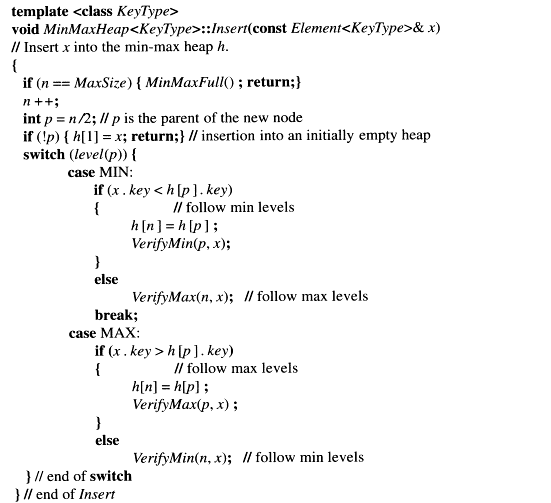 template <class KeyType>
void MinMaxHeap<KeyType>::Insert(const Element<KeyType>& x)
// Insert x into the min-max heap h.
{
if (n == MaxSize) { MinMaxFull() ; return;}
n ++;
int p = n /2; // p is the parent of the new node
if (!p) { h[1] = x; return;} // insertion into an initially empty heap
switch (level(p)) {
case MIN:
if (x . key < h [p ]. key)
{ // follow min levels
h [n ] = h [p ] ;
VerifyMin(p, x);
}
else
VerifyMax(n, x); // follow max levels
break;
case MAX:
if (x . key > h [p ]. key)
{ // follow max levels
h[n] = h[p] ;
VerifyMax(p, x) ;
}
else
VerifyMin(n, x); // follow min levels
} // end of switch
} // end of Insert